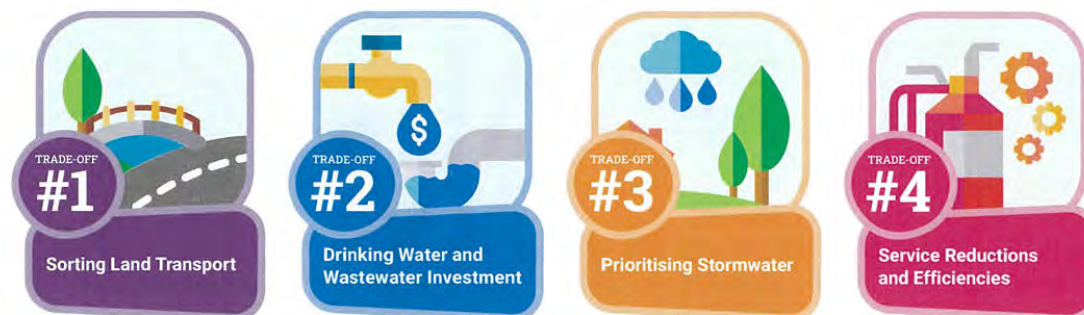 TRADE-OFF
#1
Sorting Land Transport
TRADE-OFF
#2
$
Drinking Water and
Wastewater Investment
TRADE-OFF
#3
Prioritising Stormwater
TRADE-OFF
#4
Service Reductions
and Efficiencies